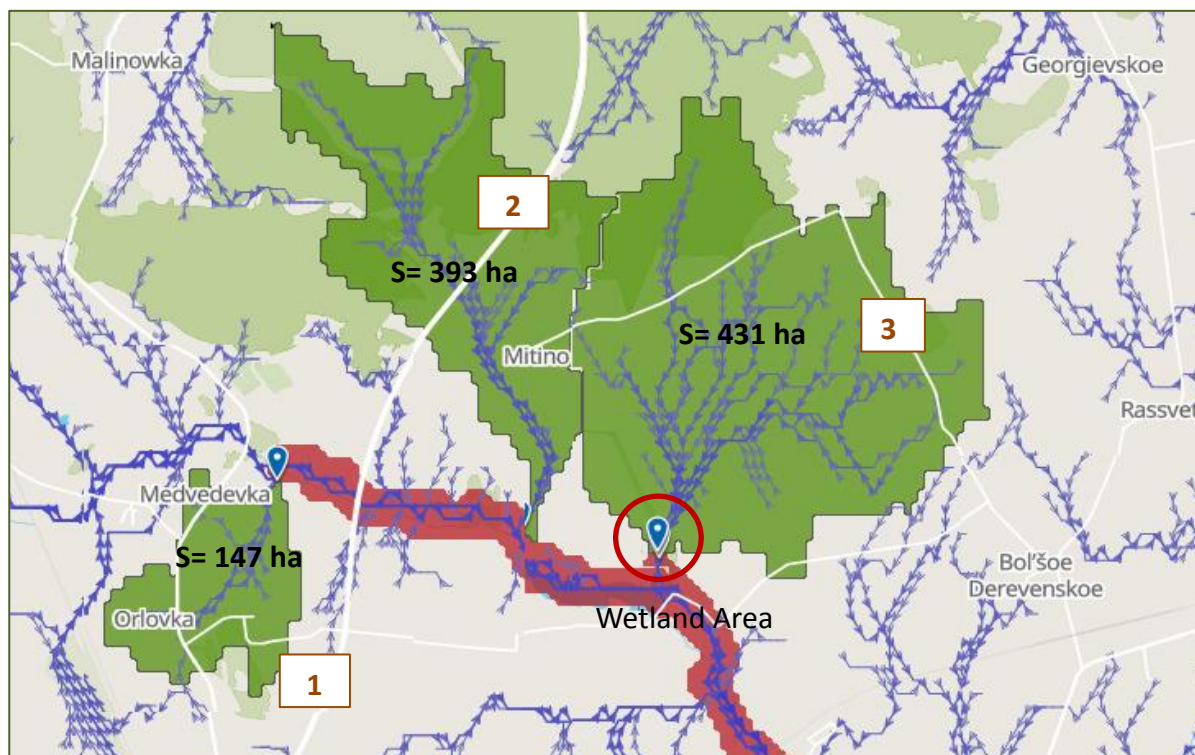 Malinowka
Georgievskoe
2
S= 393 ha
S= 431 ha
3
Mitino
Rassvet
Medvedevka
S= 147 ha
Bol'šoe
Derevenskoe
Orlovka
Wetland Area
1